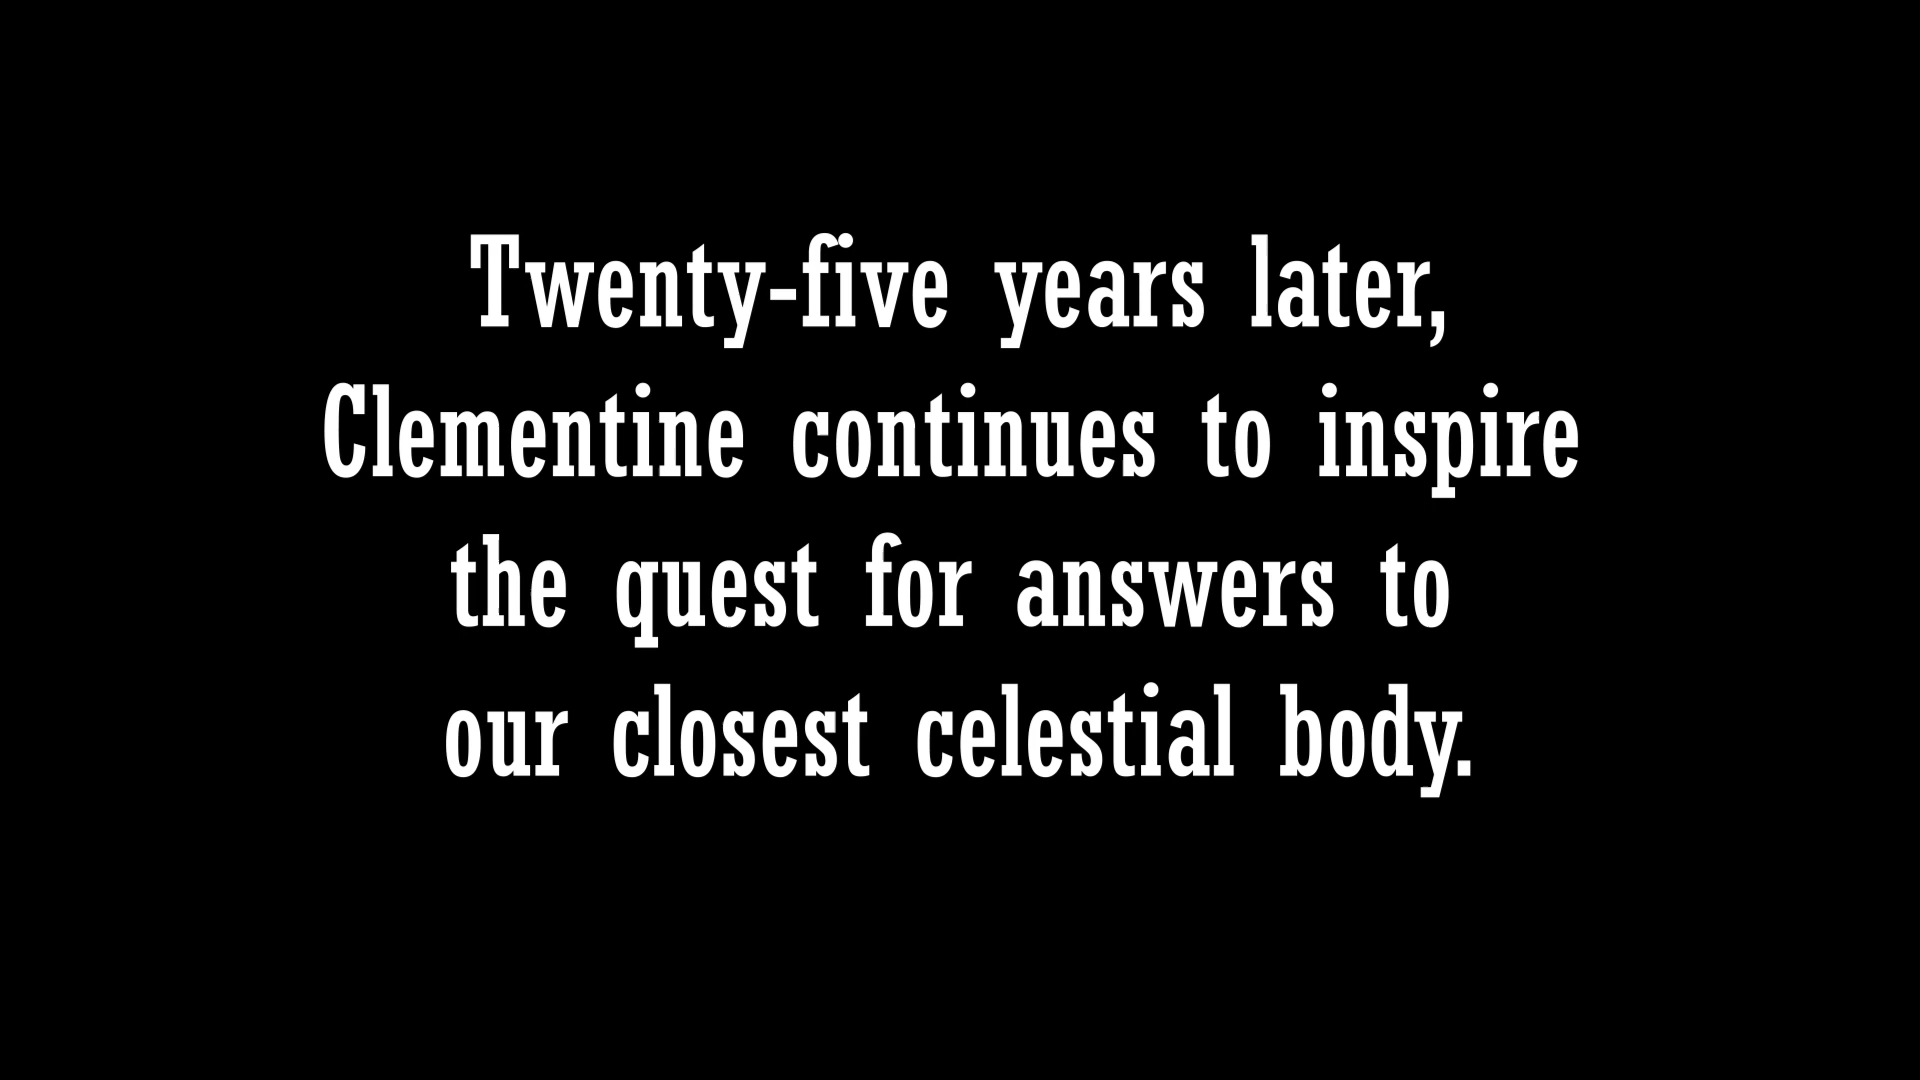 Twenty-five years later,
Clementine continues to inspire
the quest for answers to
our closest celestial body.